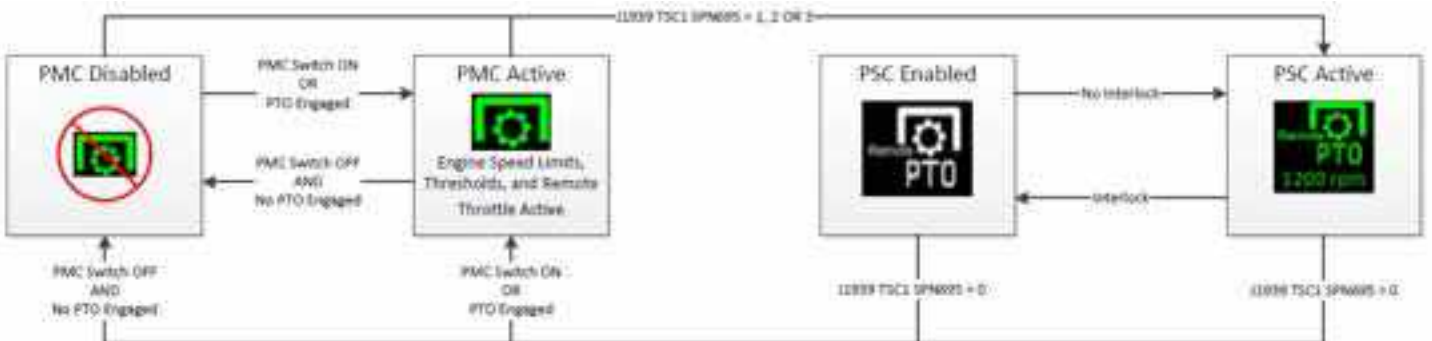 J1939 TSC1 SPN695 = 1, 2 OR 3
PMC Disabled
PMC Switch ON
OR
PTO Engaged
PMC Switch OFF
AND
No PTO Engaged
PMC Active
Engine Speed Limits,
Thresholds, and Remote
Throttle Active
PSC Enabled
Remote
PTO
No Interlock
Interlock
PSC Active
Remote
PTO
1200 rpm
PMC Switch OFF
AND
No PTO Engaged
PMC Switch ON
OR
PTO Engaged
J1939 TSC1 SPN695 = 0
J1939 TSC1 SPN695 = 0